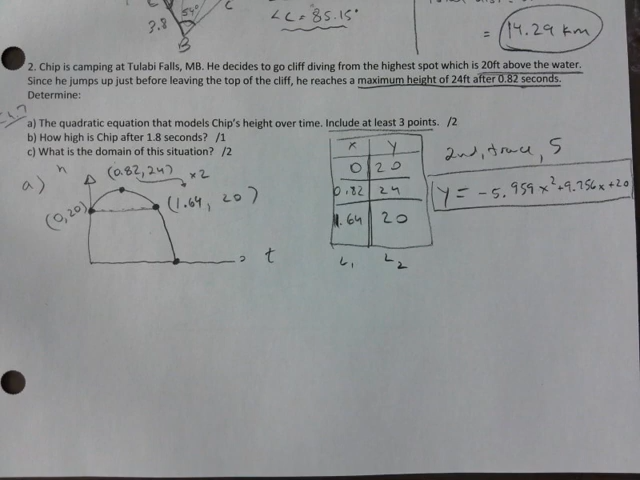 3.8
54°
C
B
∠C = 85.15°
= 14.29 km
2. Chip is camping at Tulabi Falls, MB. He decides to go cliff diving from the highest spot which is 20ft above the water.
Since he jumps up just before leaving the top of the cliff, he reaches a maximum height of 24ft after 0.82 seconds.
Determine:
a) The quadratic equation that models Chip's height over time. Include at least 3 points. /2
b) How high is Chip after 1.8 seconds? /1
c) What is the domain of this situation? /2
a) h
(0.82, 24) x2
(0,20)
(1.64, 20)
t
x y
0 20
0.82 24
1.64 20
L1 L2
2nd, trace, 5
y = -5.959x²+9.756x+20